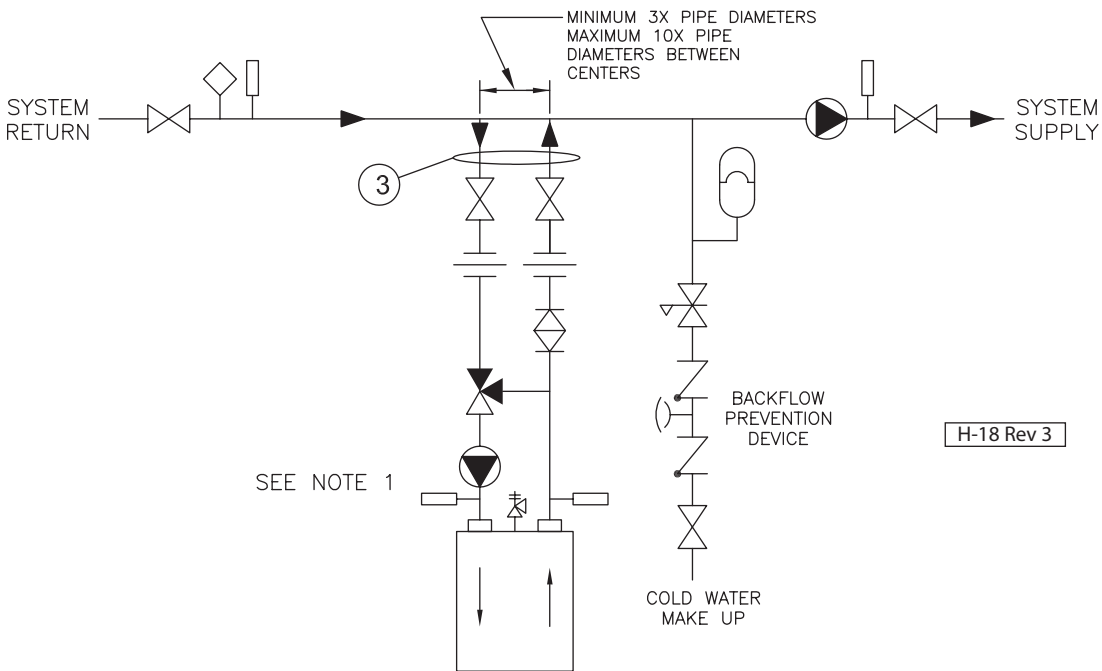 MINIMUM 3X PIPE DIAMETERS
MAXIMUM 10X PIPE
DIAMETERS BETWEEN
CENTERS
SYSTEM
RETURN
SYSTEM
SUPPLY
3
BACKFLOW
PREVENTION
DEVICE
H-18 Rev 3
SEE NOTE 1
COLD WATER
MAKE UP